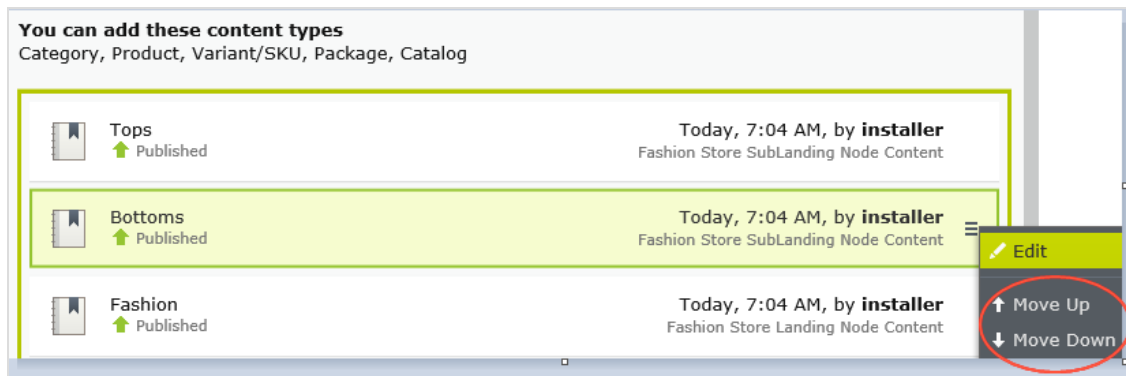 You can add these content types
Category, Product, Variant/SKU, Package, Catalog
Tops
Today, 7:04 AM, by installer
Published
Fashion Store SubLanding Node Content
Bottoms
Today, 7:04 AM, by installer
Published
Fashion Store SubLanding Node Content
Edit
Fashion
Today, 7:04 AM, by installer
Published
Fashion Store Landing Node Content
Move Up
Move Down